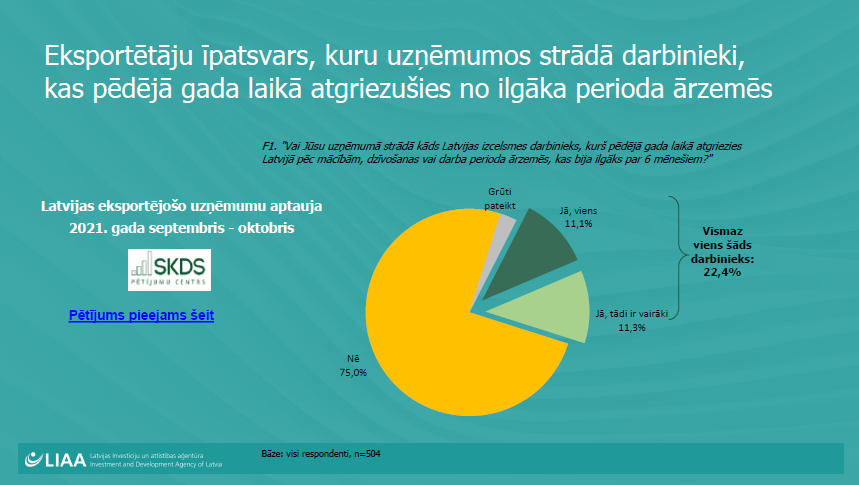 Eksportētāju īpatsvars, kuru uzņēmumos strādā darbinieki,
kas pēdējā gada laikā atgriezušies no ilgāka perioda ārzemēs
F1. "Vai Jūsu uzņēmumā strādā kāds Latvijas izcelsmes darbinieks, kurš pēdējā gada laikā atgriezies
Latvijā pēc mācībām, dzīvošanas vai darba perioda ārzemēs, kas bija ilgāks par 6 mēnešiem?"
Latvijas eksportējošo uzņēmumu aptauja
2021. gada septembris - oktobris
SKDS
PĒTĪJUMU CENTRS
Pētījums pieejams šeit
Grūti
pateikt
Jā, viens
11,1%
Vismaz
viens šāds
darbinieks:
22,4%
Jā, tādi ir vairāki
11,3%
Nē
75,0%
LIAA
Latvijas Investīciju un attīstības aģentūra
Investment and Development Agency of Latvia
Bāze: visi respondenti, n=504